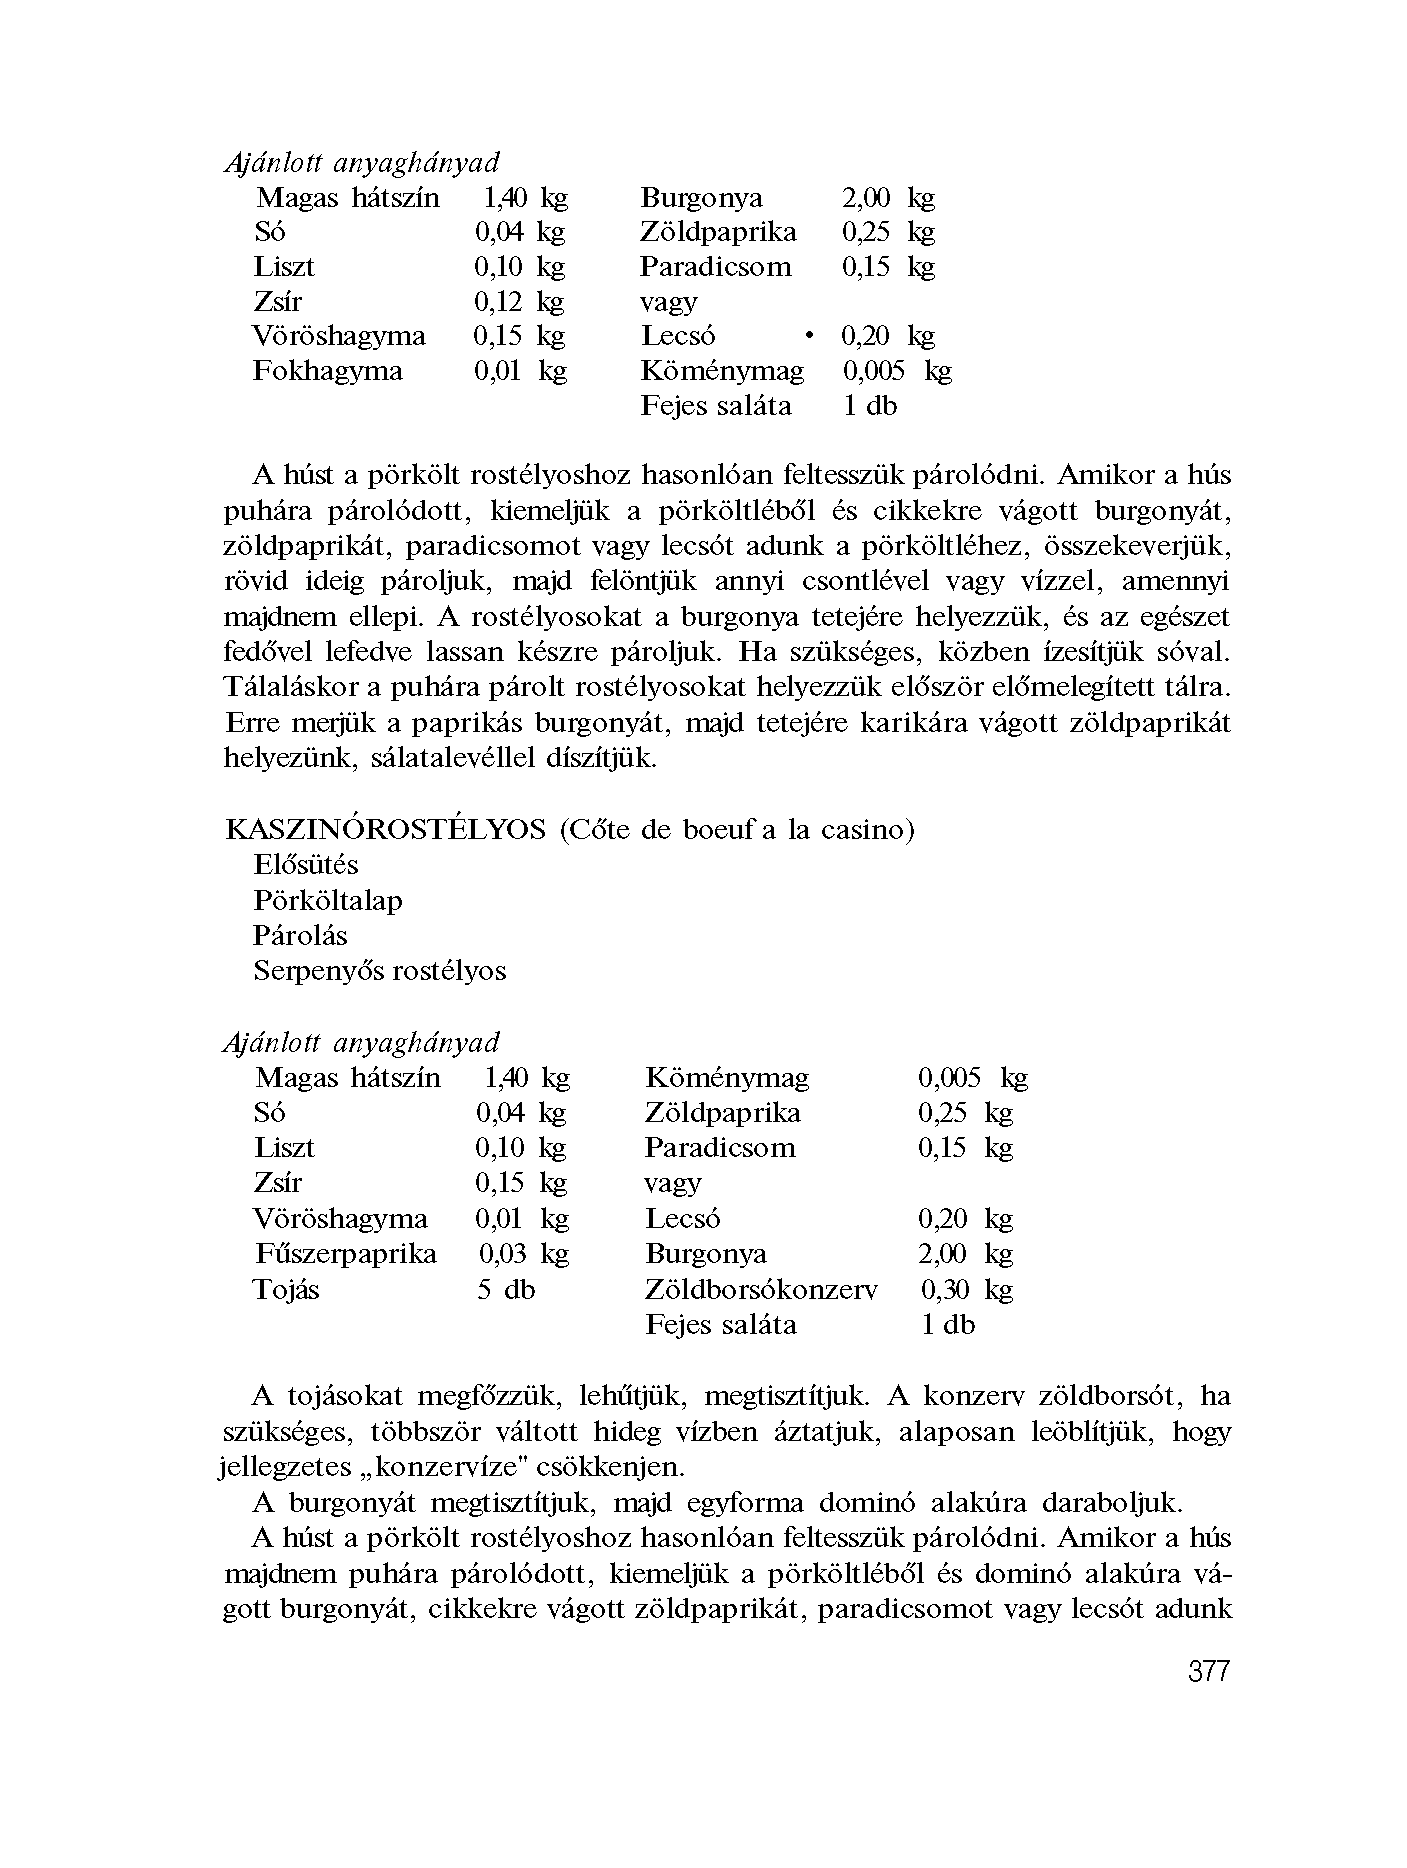 Ajánlott anyaghányad
Magas hátszín 1,40 kg Burgonya 2,00 kg
Só 0,04 kg Zöldpaprika 0,25 kg
Liszt 0,10 kg Paradicsom 0,15 kg
Zsír 0,12 kg vagy
Vöröshagyma 0,15 kg Lecsó • 0,20 kg
Fokhagyma 0,01 kg Köménymag 0,005 kg
Fejes saláta 1 db
A húst a pörkölt rostélyoshoz hasonlóan feltesszük párolódni. Amikor a hús
puhára párolódott, kiemeljük a pörköltléből és cikkekre vágott burgonyát,
zöldpaprikát, paradicsomot vagy lecsót adunk a pörköltléhez, összekeverjük,
rövid ideig pároljuk, majd felöntjük annyi csontlével vagy vízzel, amennyi
majdnem ellepi. A rostélyosokat a burgonya tetejére helyezzük, és az egészet
fedővel lefedve lassan készre pároljuk. Ha szükséges, közben ízesítjük sóval.
Tálaláskor a puhára párolt rostélyosokat helyezzük először előmelegített tálra.
Erre merjük a paprikás burgonyát, majd tetejére karikára vágott zöldpaprikát
helyezünk, sálatalevéllel díszítjük.
KASZINÓROSTÉLYOS (Cőte de boeuf a la casino)
Elősütés
Pörköltalap
Párolás
Serpenyős rostélyos
Ajánlott anyaghányad
Magas hátszín 1,40 kg Köménymag 0,005 kg
Só 0,04 kg Zöldpaprika 0,25 kg
Liszt 0,10 kg Paradicsom 0,15 kg
Zsír 0,15 kg vagy
Vöröshagyma 0,01 kg Lecsó 0,20 kg
Fűszerpaprika 0,03 kg Burgonya 2,00 kg
Tojás 5 db Zöldborsókonzerv 0,30 kg
Fejes saláta 1 db
A tojásokat megfőzzük, lehűtjük, megtisztítjuk. A konzerv zöldborsót, ha
szükséges, többször váltott hideg vízben áztatjuk, alaposan leöblítjük, hogy
jellegzetes „konzervíze" csökkenjen.
A burgonyát megtisztítjuk, majd egyforma dominó alakúra daraboljuk.
A húst a pörkölt rostélyoshoz hasonlóan feltesszük párolódni. Amikor a hús
majdnem puhára párolódott, kiemeljük a pörköltléből és dominó alakúra vá-
gott burgonyát, cikkekre vágott zöldpaprikát, paradicsomot vagy lecsót adunk
377